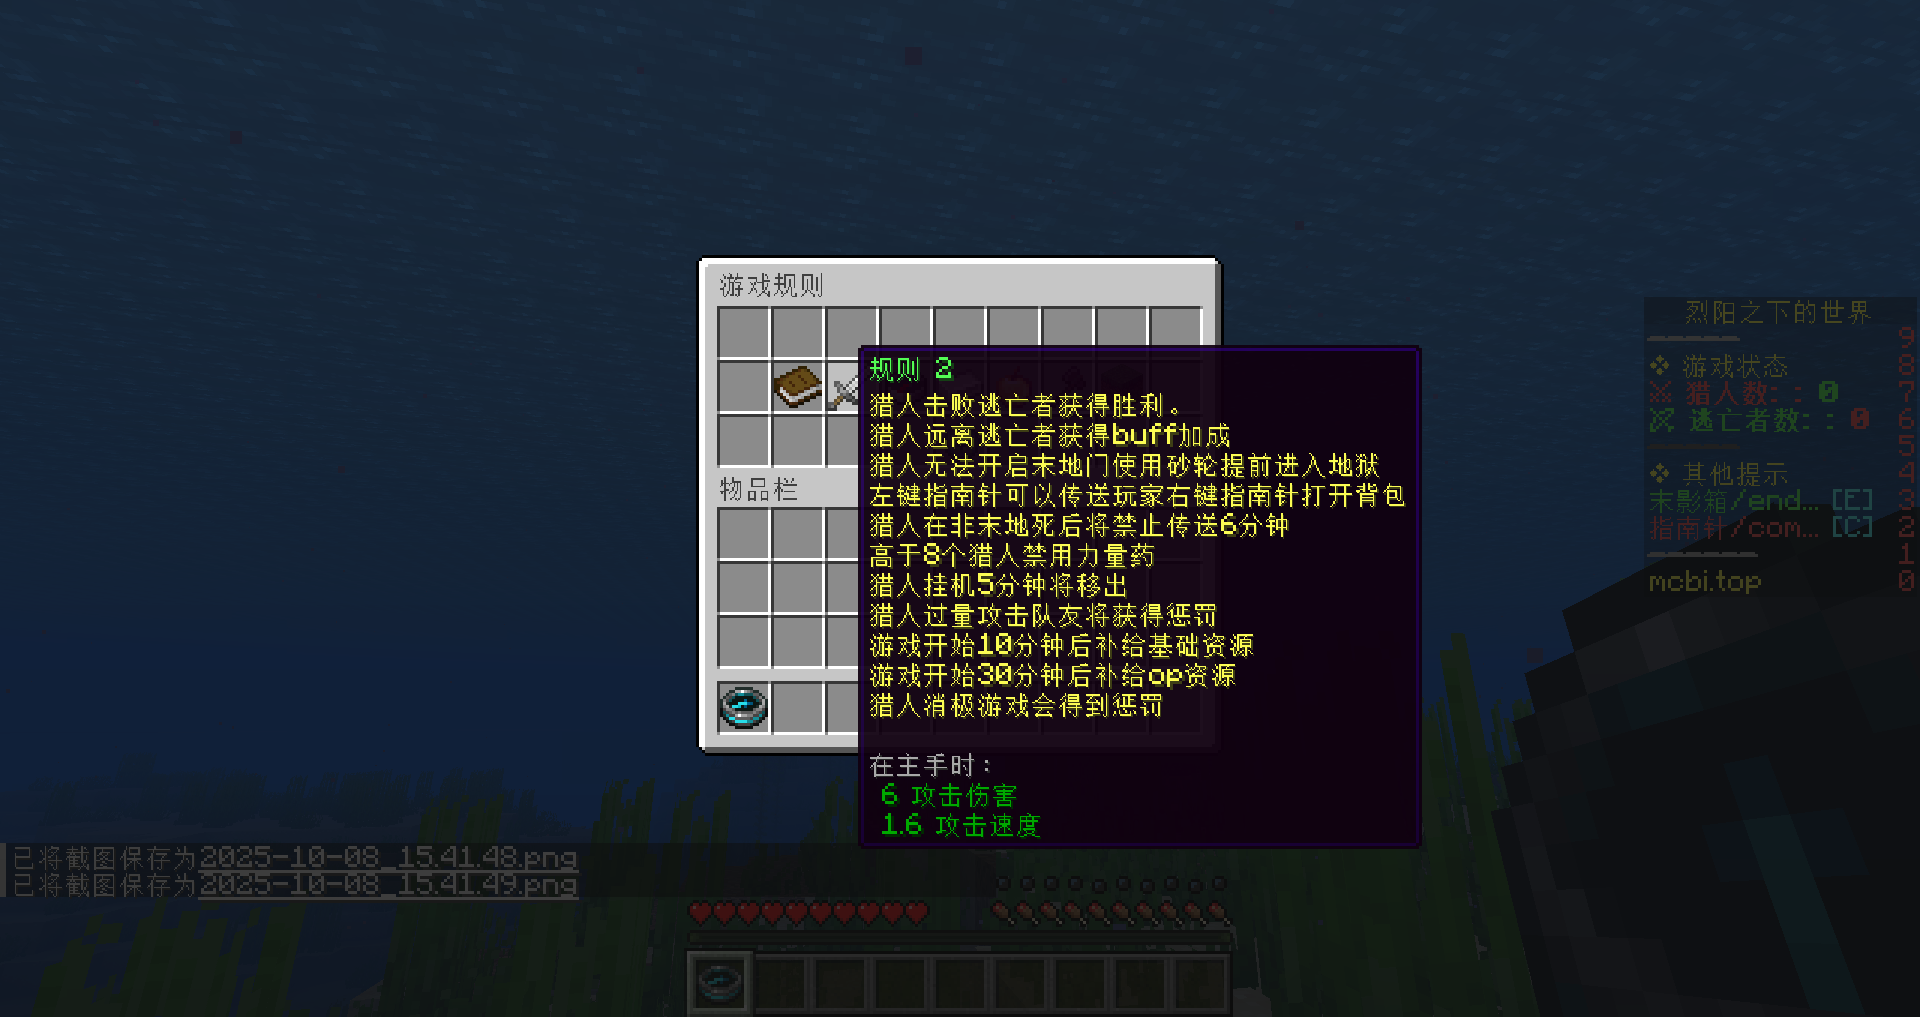 游戏规则
规则 2
猎人击败逃亡者获得胜利。
猎人远离逃亡者获得buff加成
猎人无法开启末地门使用砂轮提前进入地狱
左键指南针可以传送玩家右键指南针打开背包
猎人在非末地死后将禁止传送6分钟
高于8个猎人禁用力量药
猎人挂机5分钟将移出
猎人过量攻击队友将获得惩罚
游戏开始10分钟后补给基础资源
游戏开始30分钟后补给op资源
猎人消极游戏会得到惩罚
在主手时：
6 攻击伤害
1.6 攻击速度
物品栏
烈阳之下的世界
9
❖ 游戏状态 8
猎人数: : 0 7
逃亡者数: : 0 6
5
❖ 其他提示 4
末影箱/end... [E] 3
指南针/com... [C] 2
1
mcbi.top 0
已将截图保存为2025-10-08_15.41.48.png
已将截图保存为2025-10-08_15.41.49.png